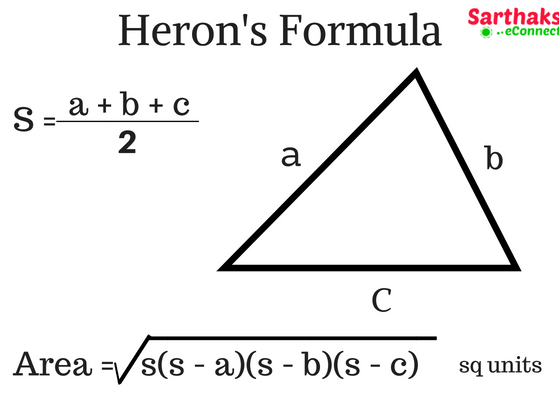 Heron's Formula
Sarthaks
eConnect
s = a + b + c
2
a
b
C
Area = √s(s - a)(s - b)(s - c) sq units